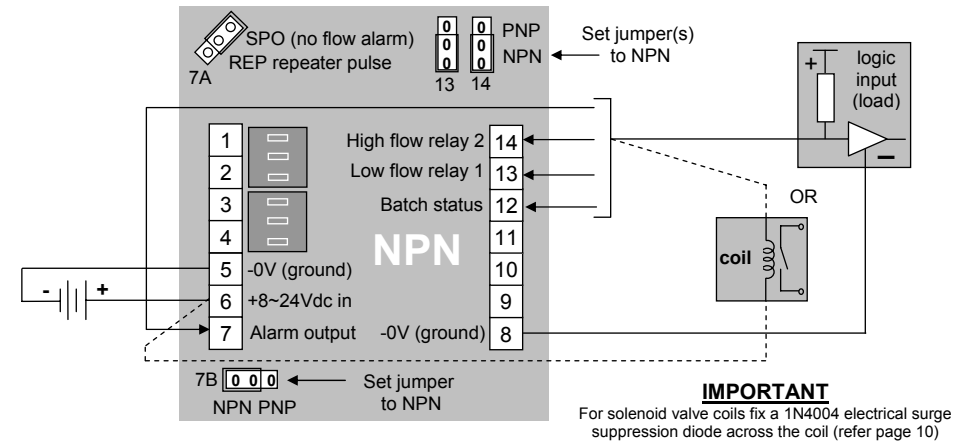 SPO (no flow alarm)
REP repeater pulse
7A
0 0 PNP
0 0 NPN
0 0
13 14
Set jumper(s)
to NPN
+
logic
input
(load)
–
1
2
3
4
5 -0V (ground)
6 +8~24Vdc in
7 Alarm output
High flow relay 2 14
Low flow relay 1 13
Batch status 12
11
10
9
-0V (ground) 8
NPN
- +
OR
coil
7B 0 0 0
NPN PNP
Set jumper
to NPN
IMPORTANT
For solenoid valve coils fix a 1N4004 electrical surge
suppression diode across the coil (refer page 10)